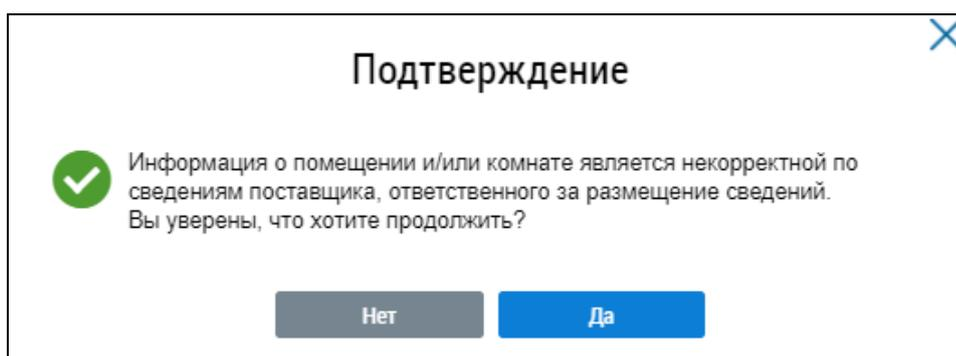 Подтверждение
Информация о помещении и/или комнате является некорректной по
сведениям поставщика, ответственного за размещение сведений.
Вы уверены, что хотите продолжить?
Нет
Да